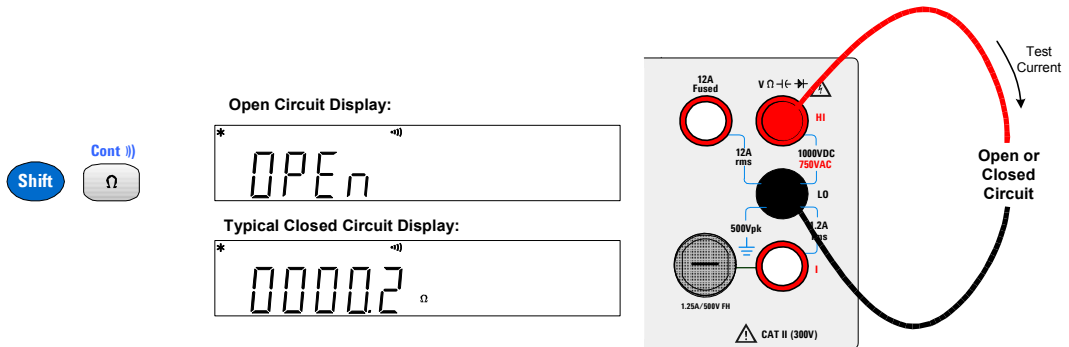 Cont ))
Shift
Ω
Open Circuit Display:
*
OPEn
Typical Closed Circuit Display:
*
0000.2 Ω
12A
Fused
V Ω
HI
12A
rms
1000VDC
750VAC
LO
500Vpk
1.2A
rms
I
1.25A/500V FH
CAT II (300V)
Test
Current
Open or
Closed
Circuit